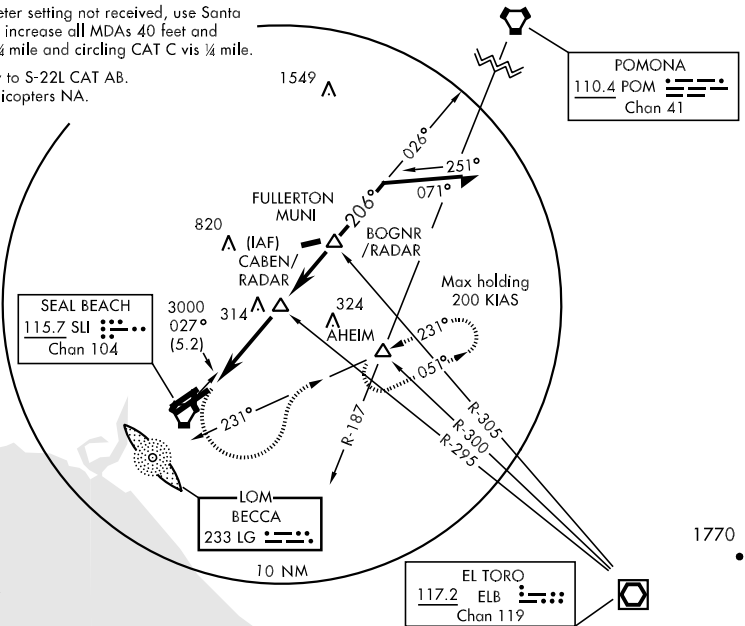 eter setting not received, use Santa
increase all MDAs 40 feet and
¼ mile and circling CAT C vis ¼ mile.
to S-22L CAT AB.
icopters NA.
1549
POMONA
110.4 POM
Chan 41
026°
251°
071°
206°
FULLERTON
MUNI
820
(IAF)
CABEN/
RADAR
BOGNR
/RADAR
SEAL BEACH
115.7 SLI
Chan 104
3000
027°
(5.2)
314
324
AHEIM
Max holding
200 KIAS
231°
051°
231°
R-187
R-305
R-300
R-295
LOM
BECCA
233 LG
10 NM
EL TORO
117.2 ELB
Chan 119
1770